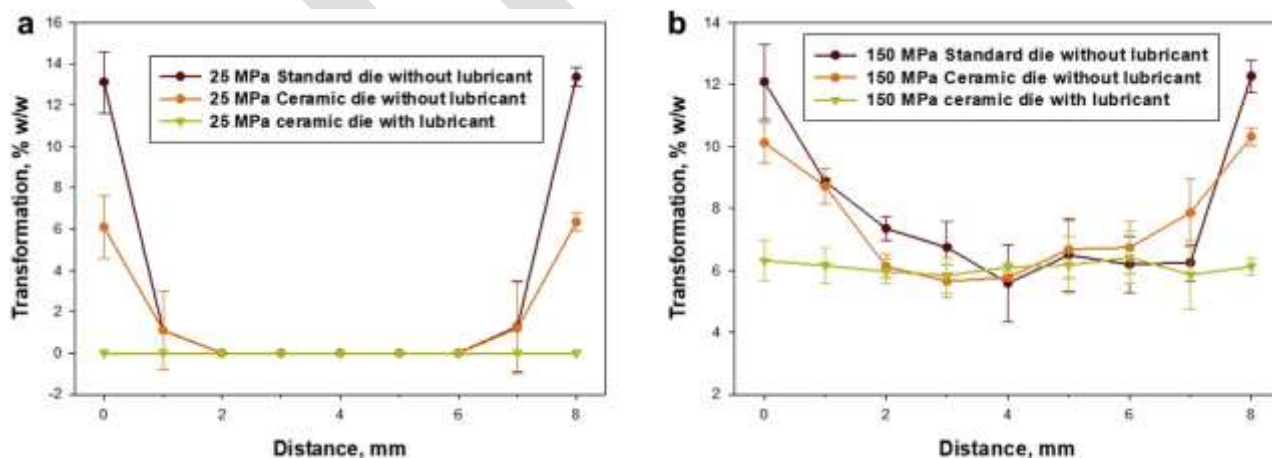 a
16
14
12
10
8
6
4
2
0
-2
Transformation, % w/w
25 MPa Standard die without lubricant
25 MPa Ceramic die without lubricant
25 MPa ceramic die with lubricant
0
2
4
6
8
Distance, mm
b
14
12
10
8
6
4
2
Transformation, % w/w
150 MPa Standard die without lubricant
150 MPa Ceramic die without lubricant
150 MPa ceramic die with lubricant
0
2
4
6
8
Distance, mm